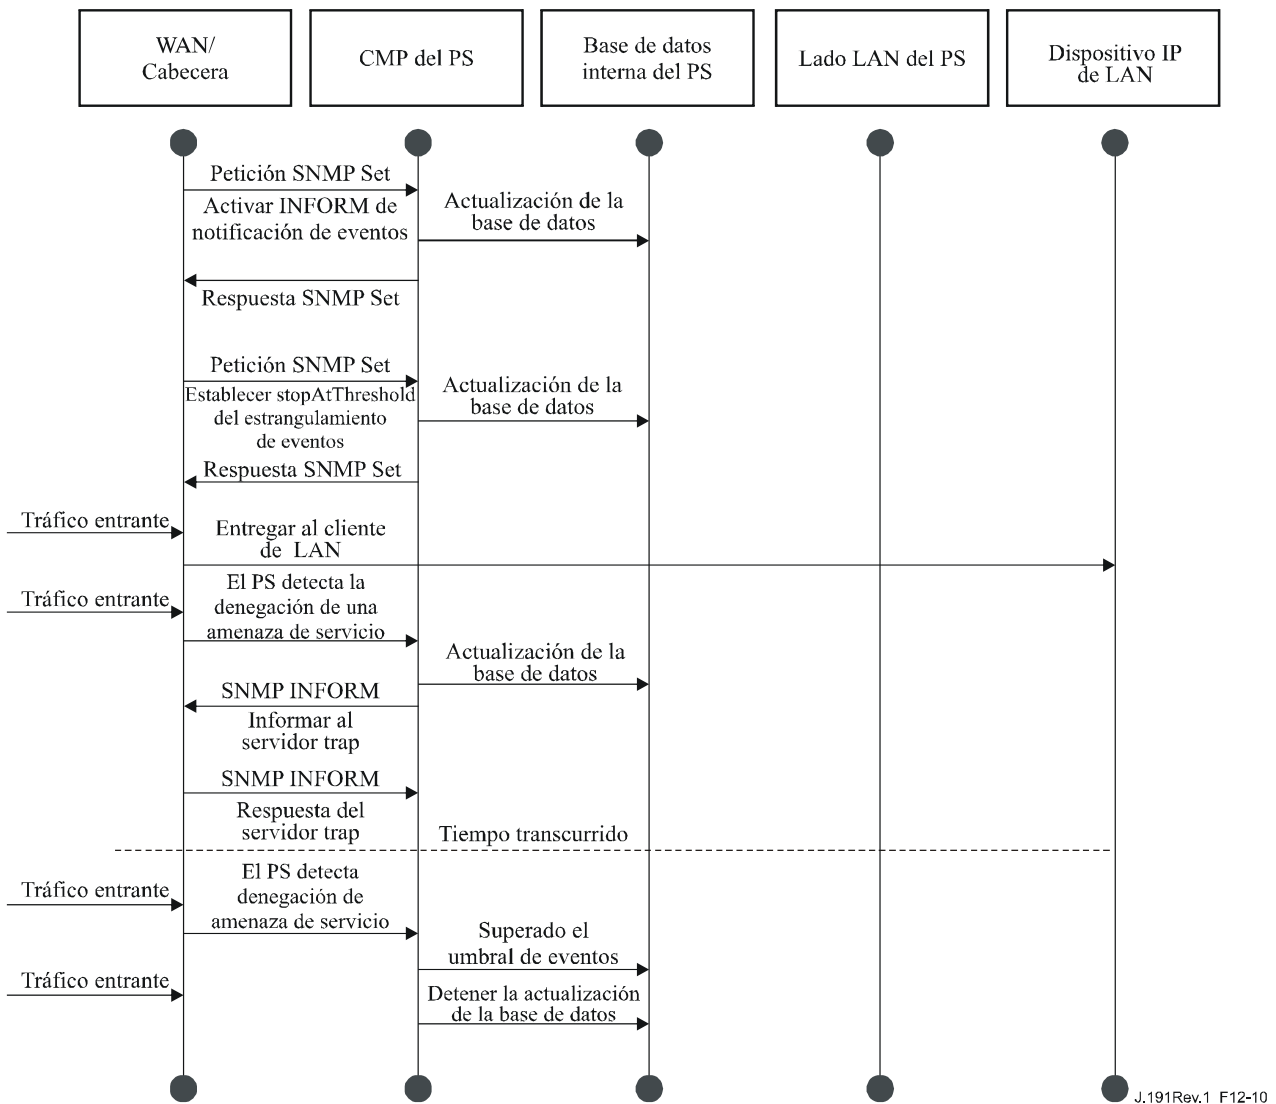 WAN/
Cabecera
CMP del PS
Base de datos
interna del PS
Lado LAN del PS
Dispositivo IP
de LAN
Petición SNMP Set
Activar INFORM de
notificación de eventos
Actualización de la
base de datos
Respuesta SNMP Set
Petición SNMP Set
Establecer stopAtThreshold
del estrangulamiento
de eventos
Actualización de la
base de datos
Respuesta SNMP Set
Tráfico entrante
Entregar al cliente
de LAN
Tráfico entrante
El PS detecta la
denegación de una
amenaza de servicio
Actualización de la
base de datos
SNMP INFORM
Informar al
servidor trap
SNMP INFORM
Respuesta del
servidor trap
Tiempo transcurrido
Tráfico entrante
El PS detecta
denegación de
amenaza de servicio
Superado el
umbral de eventos
Tráfico entrante
Detener la actualización
de la base de datos
J.191Rev.1_F12-10